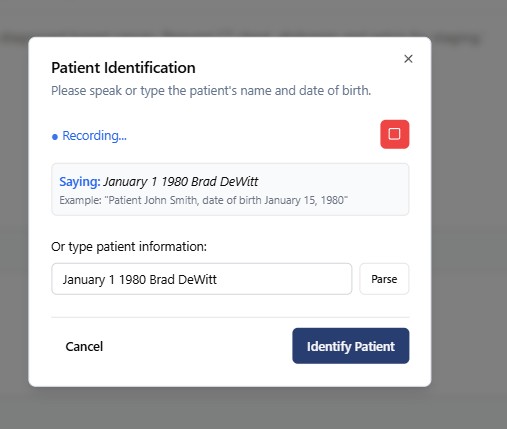 Patient Identification
Please speak or type the patient's name and date of birth.
Recording...
Saying: January 1 1980 Brad DeWitt
Example: "Patient John Smith, date of birth January 15, 1980"
Or type patient information:
January 1 1980 Brad DeWitt
Parse
Cancel
Identify Patient